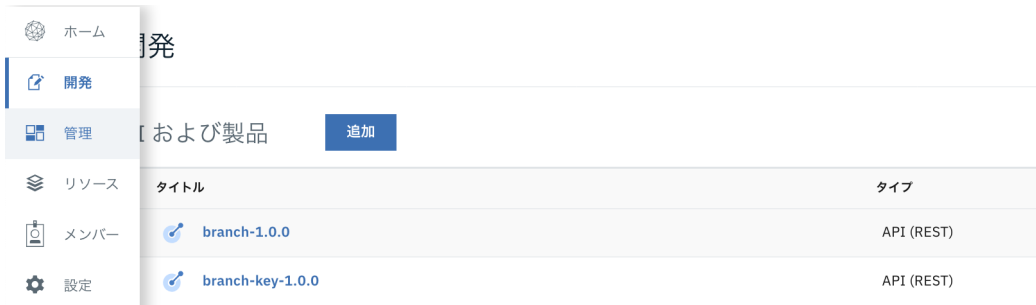 ホーム
開発
管理
リソース
メンバー
設定
発
および製品
追加
タイトル
タイプ
branch-1.0.0
API (REST)
branch-key-1.0.0
API (REST)